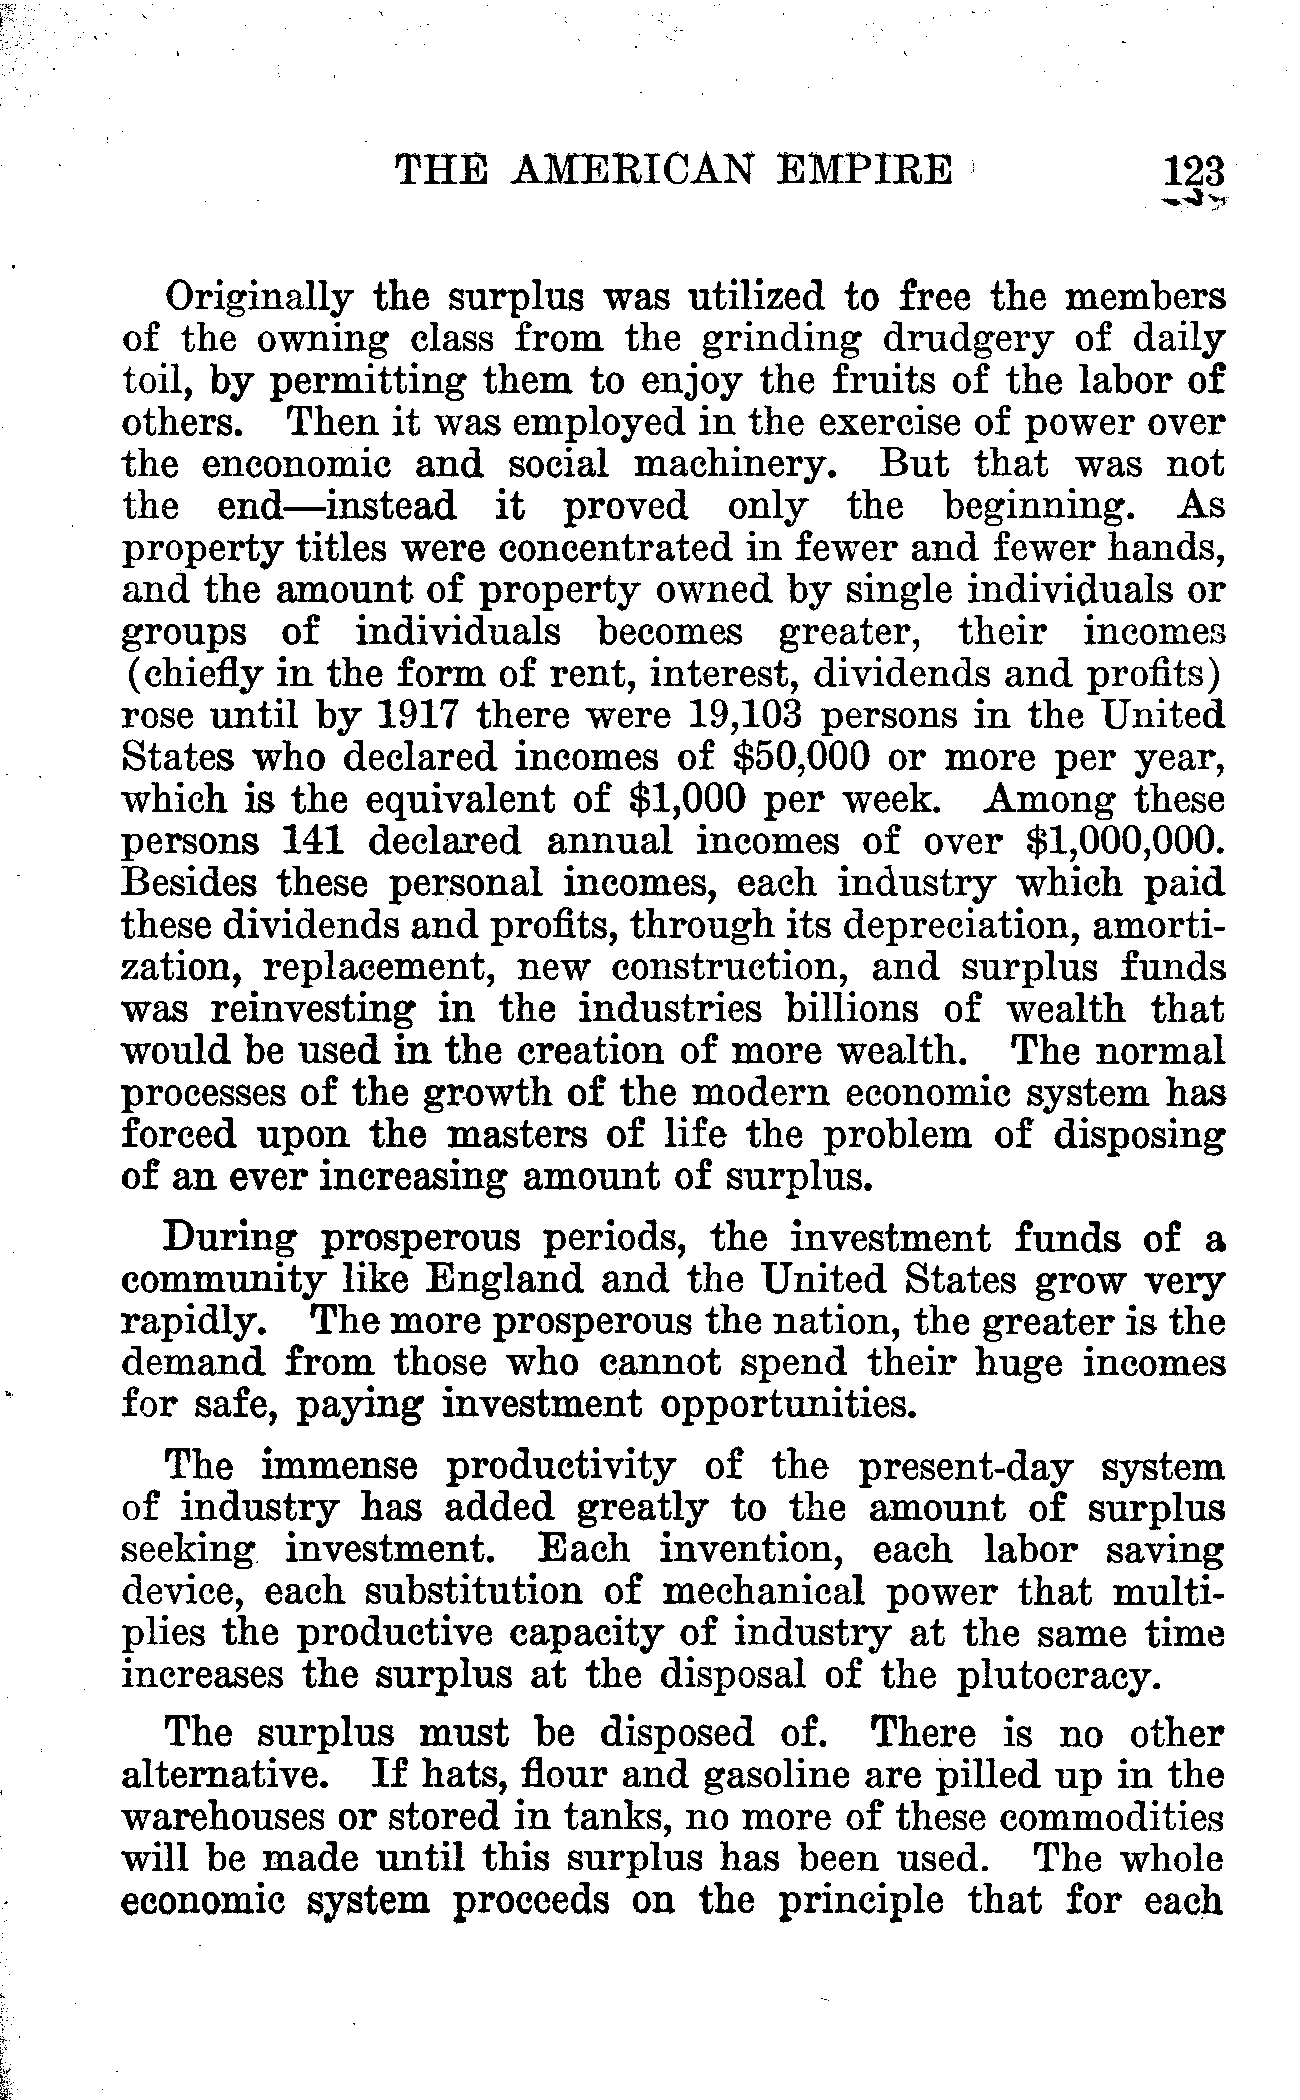 THE AMERICAN EMPIRE 123
Originally the surplus was utilized to free the members
of the owning class from the grinding drudgery of daily
toil, by permitting them to enjoy the fruits of the labor of
others. Then it was employed in the exercise of power over
the enconomic and social machinery. But that was not
the end—instead it proved only the beginning. As
property titles were concentrated in fewer and fewer hands,
and the amount of property owned by single individuals or
groups of individuals becomes greater, their incomes
(chiefly in the form of rent, interest, dividends and profits)
rose until by 1917 there were 19,103 persons in the United
States who declared incomes of $50,000 or more per year,
which is the equivalent of $1,000 per week. Among these
persons 141 declared annual incomes of over $1,000,000.
Besides these personal incomes, each industry which paid
these dividends and profits, through its depreciation, amorti-
zation, replacement, new construction, and surplus funds
was reinvesting in the industries billions of wealth that
would be used in the creation of more wealth. The normal
processes of the growth of the modern economic system has
forced upon the masters of life the problem of disposing
of an ever increasing amount of surplus.
During prosperous periods, the investment funds of a
community like England and the United States grow very
rapidly. The more prosperous the nation, the greater is the
demand from those who cannot spend their huge incomes
for safe, paying investment opportunities.
The immense productivity of the present-day system
of industry has added greatly to the amount of surplus
seeking investment. Each invention, each labor saving
device, each substitution of mechanical power that multi-
plies the productive capacity of industry at the same time
increases the surplus at the disposal of the plutocracy.
The surplus must be disposed of. There is no other
alternative. If hats, flour and gasoline are pilled up in the
warehouses or stored in tanks, no more of these commodities
will be made until this surplus has been used. The whole
economic system proceeds on the principle that for each